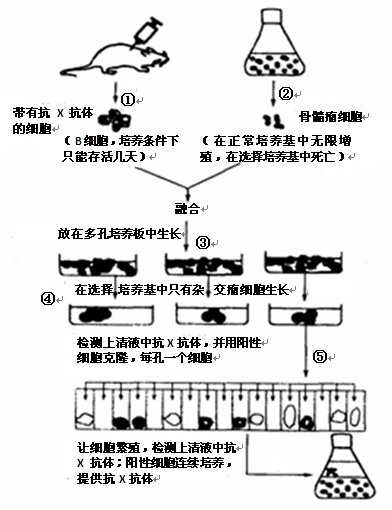 ①
②
带有抗 X 抗体
的细胞
骨髓瘤细胞
（B细胞，培养条件下
只能存活几天）
（在正常培养基中无限增
殖，在选择培养基中死亡）
融合
放在多孔培养板中生长
③
在选择 培养基中只有杂 交瘤细胞生长
④
检测上清液中抗X抗体，并用阳性
细胞克隆，每孔一个细胞
⑤
让细胞繁殖，检测上清液中抗
X 抗体；阳性细胞连续培养，
提供抗X抗体